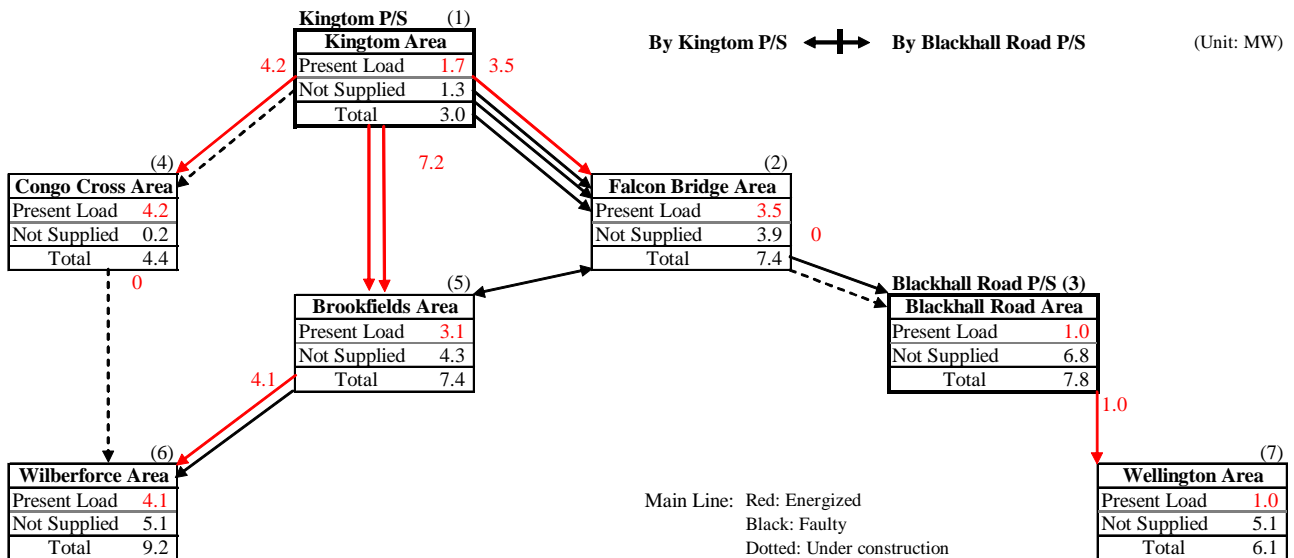 Kingtom P/S (1)
Kingtom Area
Present Load 1.7
Not Supplied 1.3
Total 3.0
By Kingtom P/S By Blackhall Road P/S (Unit: MW)
4.2
3.5
7.2
(4)
Congo Cross Area
Present Load 4.2
Not Supplied 0.2
Total 4.4
0
(2)
Falcon Bridge Area
Present Load 3.5
Not Supplied 3.9
Total 7.4
0
(5)
Brookfields Area
Present Load 3.1
Not Supplied 4.3
Total 7.4
4.1
Blackhall Road P/S (3)
Blackhall Road Area
Present Load 1.0
Not Supplied 6.8
Total 7.8
1.0
(6)
Wilberforce Area
Present Load 4.1
Not Supplied 5.1
Total 9.2
Main Line: Red: Energized
Black: Faulty
Dotted: Under construction
(7)
Wellington Area
Present Load 1.0
Not Supplied 5.1
Total 6.1